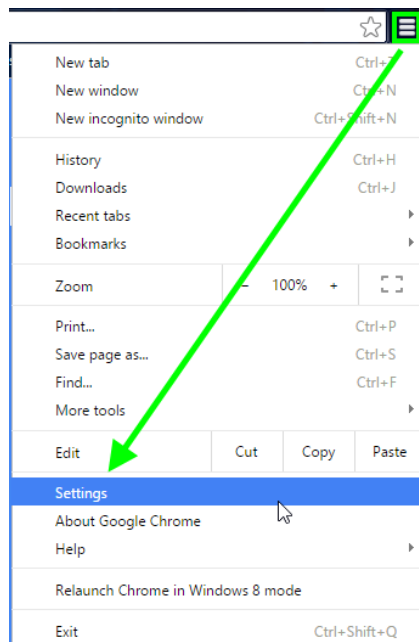 New tab Ctrl+T
New window Ctrl+N
New incognito window Ctrl+Shift+N
History Ctrl+H
Downloads Ctrl+J
Recent tabs
Bookmarks
Zoom - 100% +
Print... Ctrl+P
Save page as... Ctrl+S
Find... Ctrl+F
More tools
Edit Cut Copy Paste
Settings
About Google Chrome
Help
Relaunch Chrome in Windows 8 mode
Exit Ctrl+Shift+Q